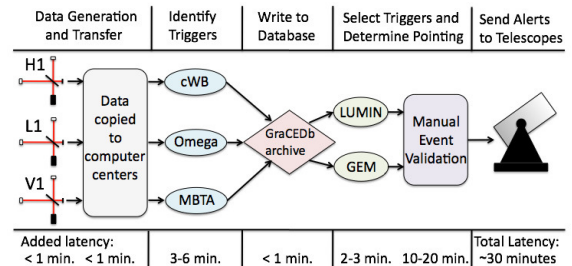 Data Generation
and Transfer
Identify
Triggers
Write to
Database
Select Triggers and
Determine Pointing
Send Alerts
to Telescopes
H1
L1
V1
Data
copied
to
computer
centers
cWB
Omega
MBTA
GraCEDb
archive
LUMIN
GEM
Manual
Event
Validation
Added latency:
< 1 min. < 1 min.
3-6 min.
< 1 min.
2-3 min. 10-20 min.
Total Latency:
~30 minutes